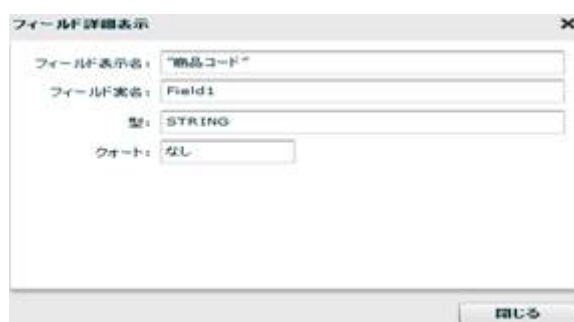 フィールド詳細表示 ×
フィールド表示名: "商品コード"
フィールド実名: Field1
型: STRING
クォート: なし
閉じる